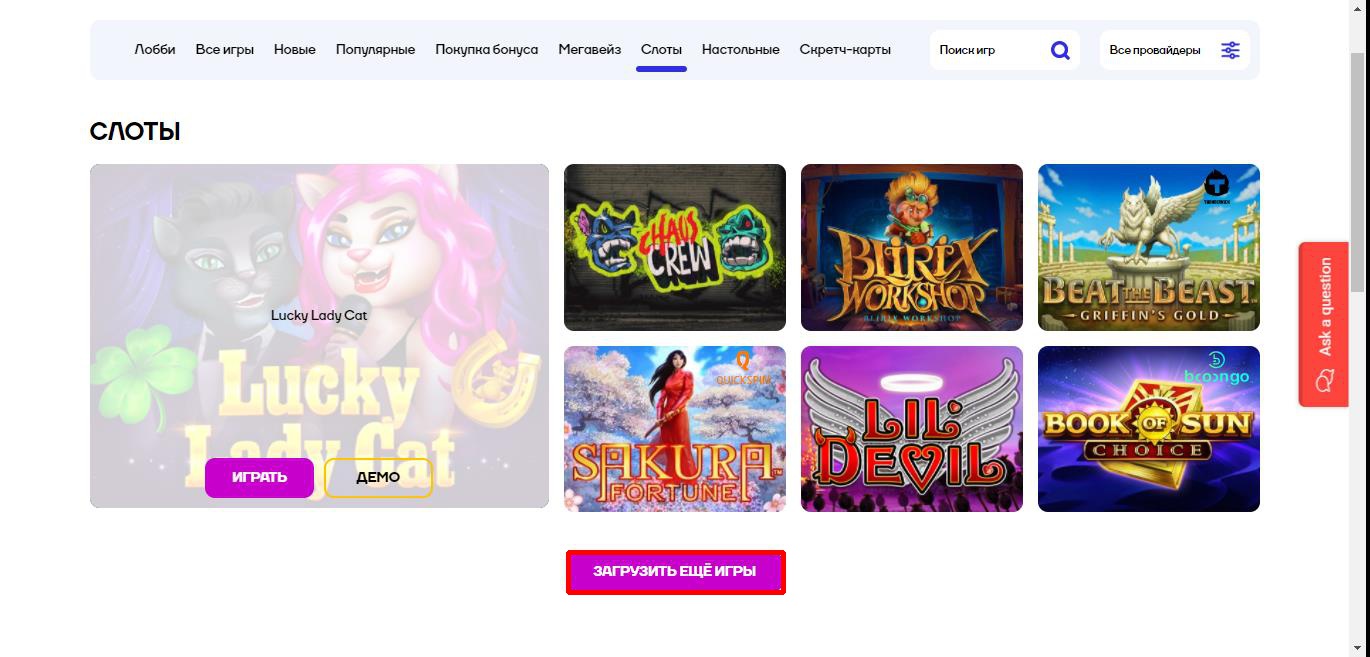 Лобби Все игры Новые Популярные Покупка бонуса Мегавейз Слоты Настольные Скретч-карты Поиск игр Все провайдеры
СЛОТЫ
Lucky Lady Cat
Lucky
Lady Cat
ИГРАТЬ ДЕМО
CHAOS
CREW
BLIRIX
WORKSHOP
BLIRIX WORKSHOP
THUNDERKICK
BEAT THE BEAST
GRIFFIN'S GOLD
QUICKSPIN
SAKURA
FORTUNE
LIL'
DEVIL
booongo
BOOK OF SUN
CHOICE
ЗАГРУЗИТЬ ЕЩЁ ИГРЫ
Ask a question